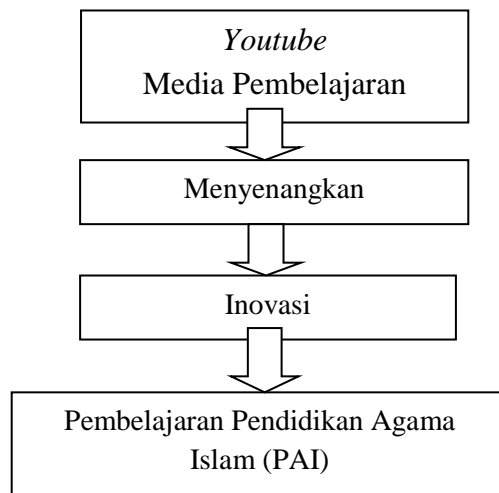 Youtube
Media Pembelajaran
Menyenangkan
Inovasi
Pembelajaran Pendidikan Agama
Islam (PAI)